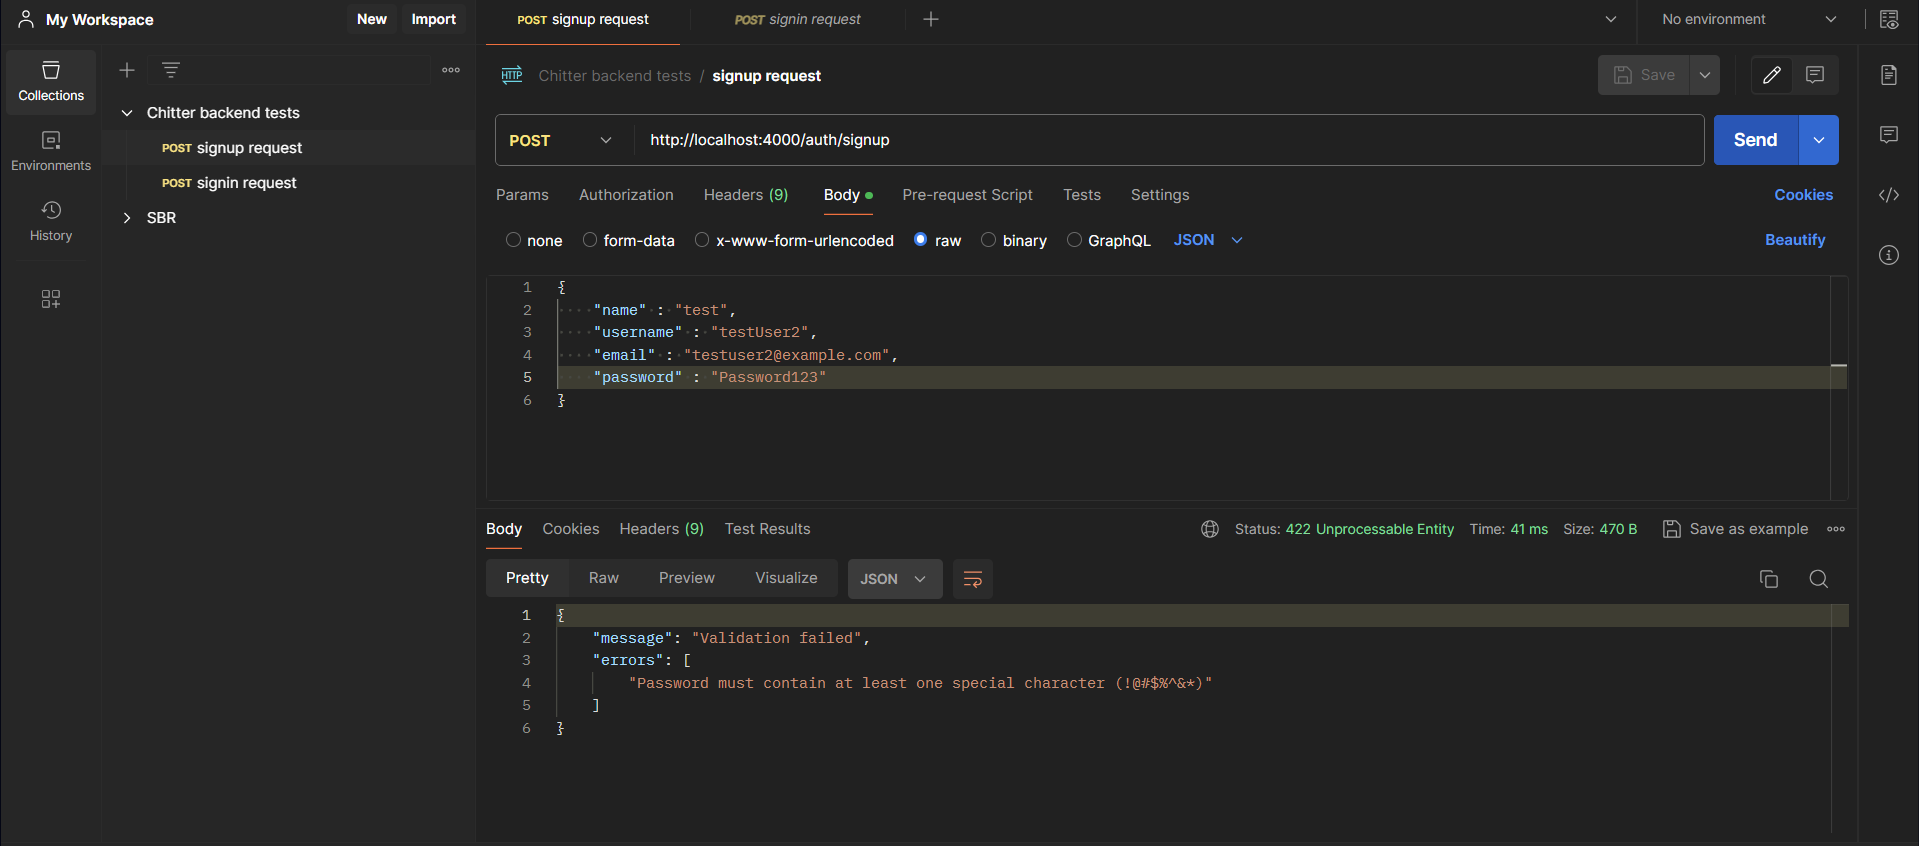 My Workspace
New
Import
POST signup request
POST signin request
No environment
Collections
Environments
History
Chitter backend tests
POST signup request
POST signin request
SBR
HTTP
Chitter backend tests / signup request
Save
POST
http://localhost:4000/auth/signup
Send
Params
Authorization
Headers (9)
Body
Pre-request Script
Tests
Settings
Cookies
none
form-data
x-www-form-urlencoded
raw
binary
GraphQL
JSON
Beautify
1 {
2 "name" : "test",
3 "username" : "testUser2",
4 "email" : "testuser2@example.com",
5 "password" : "Password123"
6 }
Body
Cookies
Headers (9)
Test Results
Status: 422 Unprocessable Entity
Time: 41 ms
Size: 470 B
Save as example
Pretty
Raw
Preview
Visualize
JSON
1 {
2 "message": "Validation failed",
3 "errors": [
4 "Password must contain at least one special character (!@#$%^&*)"
5 ]
6 }